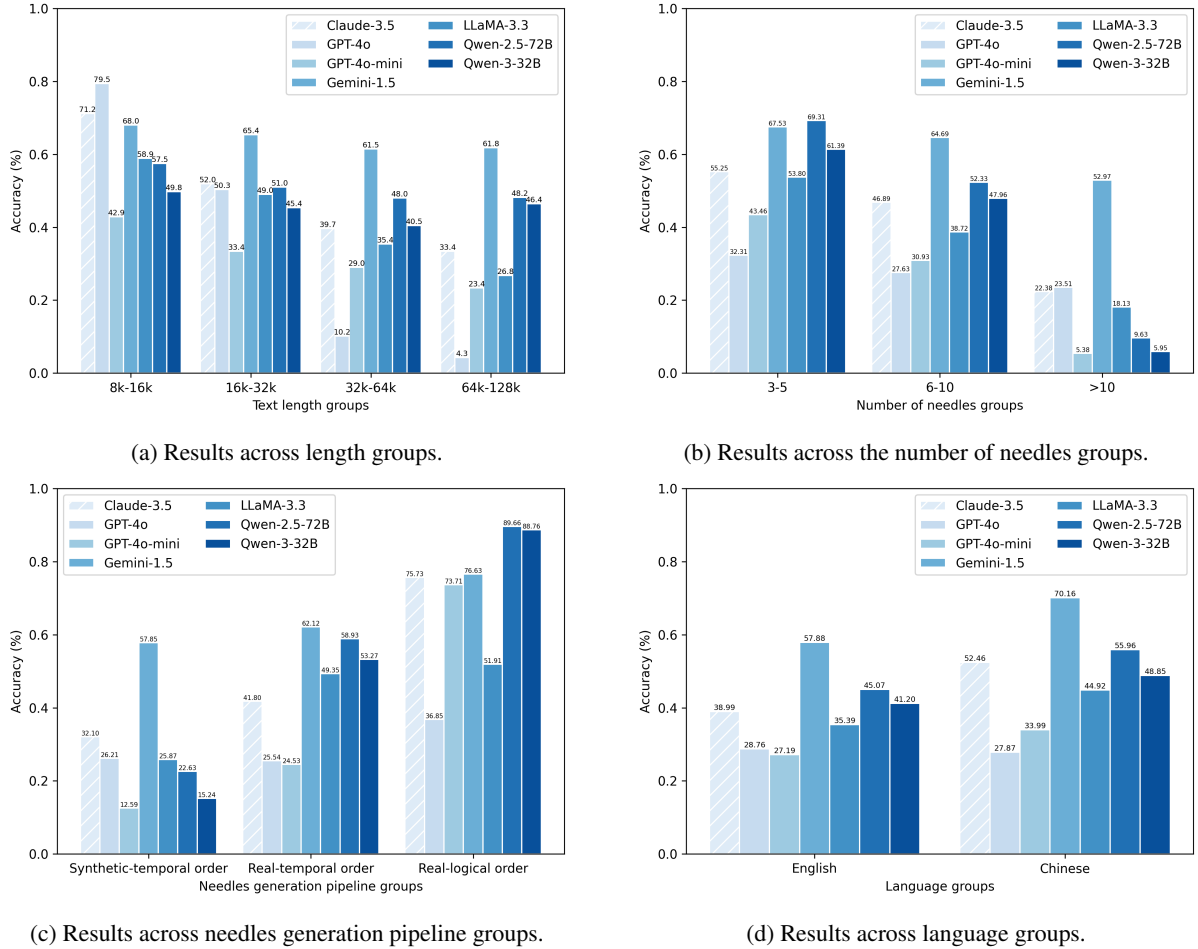 Claude-3.5
GPT-4o
GPT-4o-mini
Gemini-1.5
LLaMA-3.3
Qwen-2.5-72B
Qwen-3-32B
Accuracy (%)
1.0
0.8
0.6
0.4
0.2
0.0
71.2
79.5
42.9
68.0
58.9
57.5
49.8
52.0
50.3
33.4
65.4
49.0
51.0
45.4
39.7
10.2
29.0
61.5
35.4
48.0
40.5
33.4
4.3
23.4
61.8
26.8
48.2
46.4
8k-16k
16k-32k
32k-64k
64k-128k
Text length groups
(a) Results across length groups.
Claude-3.5
GPT-4o
GPT-4o-mini
Gemini-1.5
LLaMA-3.3
Qwen-2.5-72B
Qwen-3-32B
Accuracy (%)
1.0
0.8
0.6
0.4
0.2
0.0
55.25
32.31
43.46
67.53
53.80
69.31
61.39
46.89
27.63
30.93
64.69
38.72
52.33
47.96
22.38
23.51
5.38
52.97
18.13
9.63
5.95
3-5
6-10
>10
Number of needles groups
(b) Results across the number of needles groups.
Claude-3.5
GPT-4o
GPT-4o-mini
Gemini-1.5
LLaMA-3.3
Qwen-2.5-72B
Qwen-3-32B
Accuracy (%)
1.0
0.8
0.6
0.4
0.2
0.0
32.10
26.21
12.59
57.85
25.87
22.63
15.24
41.80
25.54
24.53
62.12
49.35
58.93
53.27
75.73
36.85
73.71
76.63
51.91
89.66
88.76
Synthetic-temporal order
Real-temporal order
Real-logical order
Needles generation pipeline groups
(c) Results across needles generation pipeline groups.
Claude-3.5
GPT-4o
GPT-4o-mini
Gemini-1.5
LLaMA-3.3
Qwen-2.5-72B
Qwen-3-32B
Accuracy (%)
1.0
0.8
0.6
0.4
0.2
0.0
38.99
28.76
27.19
57.88
35.39
45.07
41.20
52.46
27.87
33.99
70.16
44.92
55.96
48.85
English
Chinese
Language groups
(d) Results across language groups.